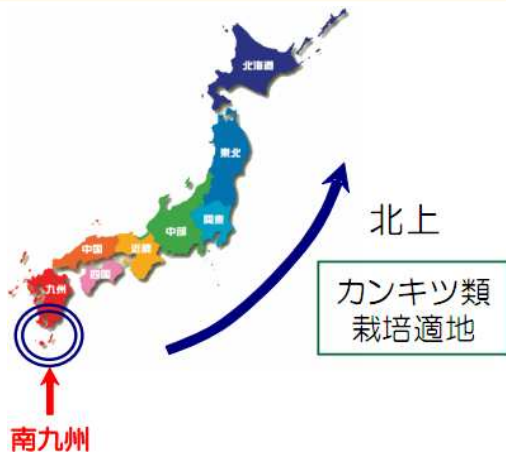 北海道
東北
関東
中部
近畿
中国
四国
九州
北上
カンキツ類
栽培適地
南九州